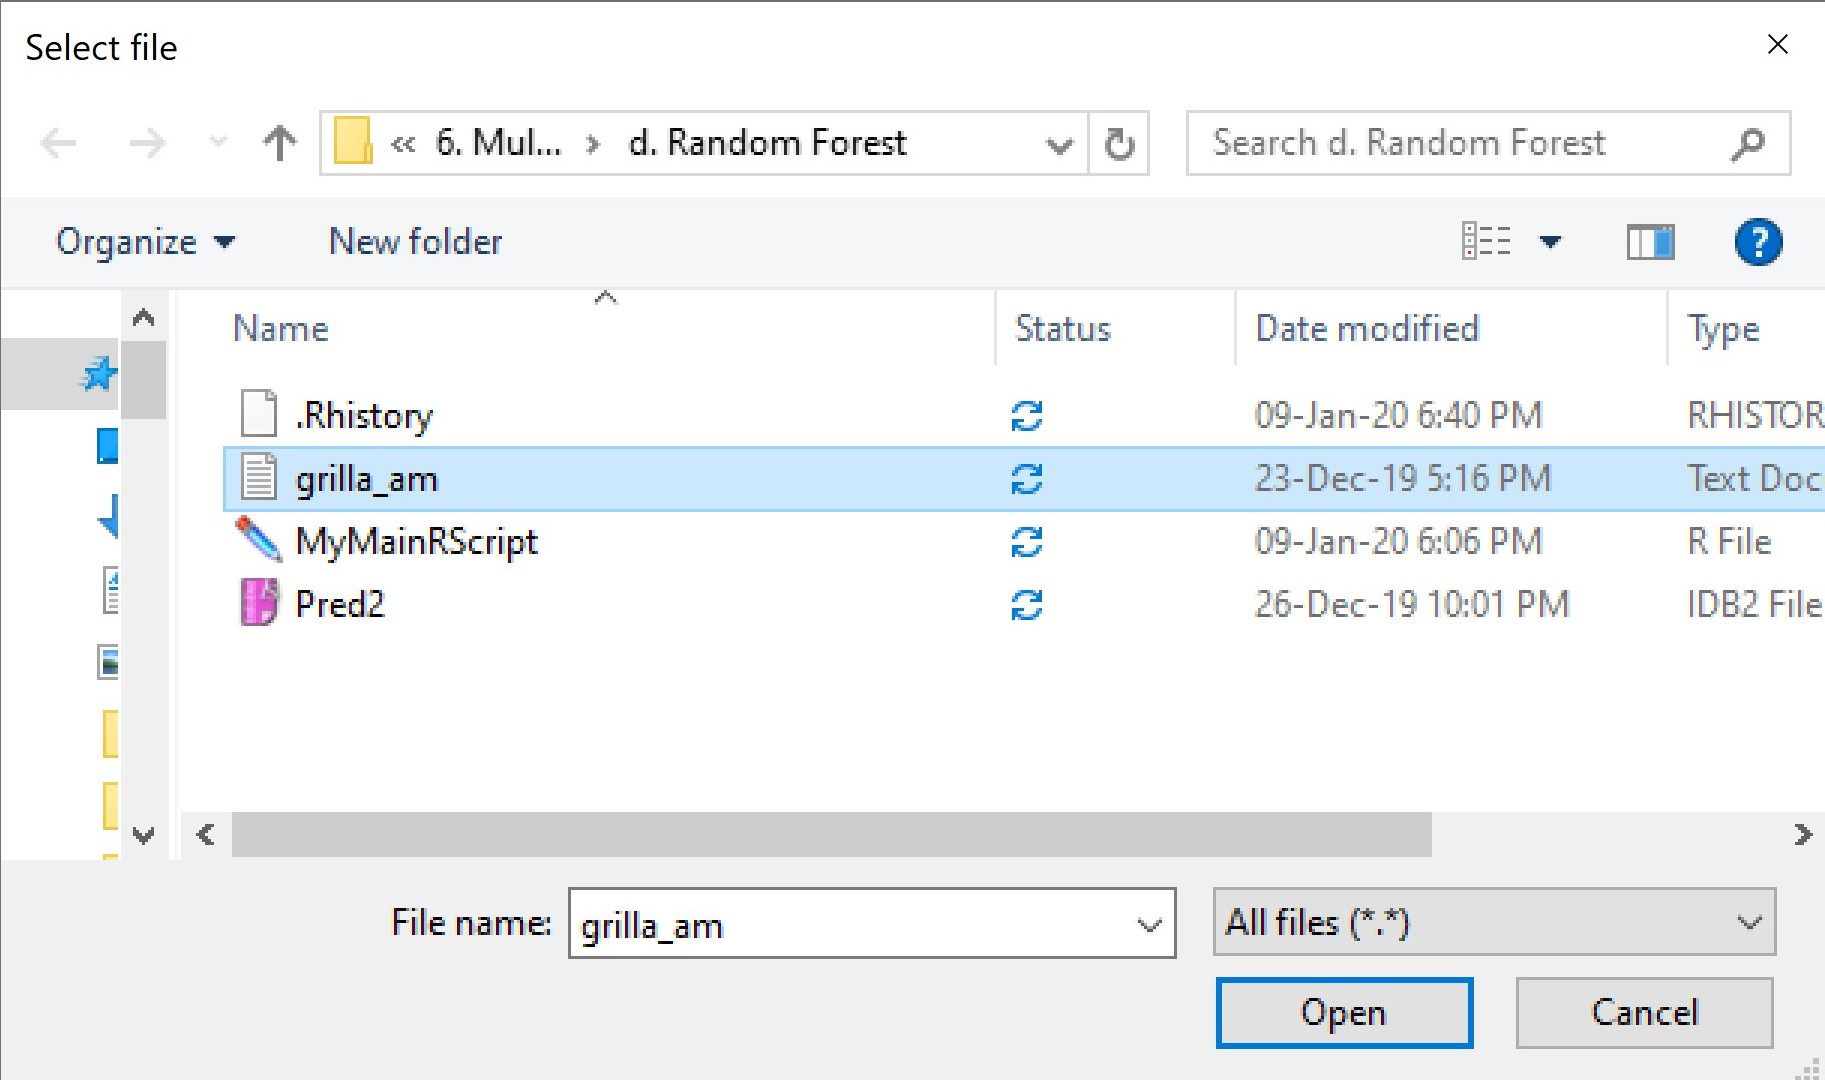 Select file
« 6. Mul... › d. Random Forest
Search d. Random Forest
Organize
New folder
?
Name Status Date modified Type
.Rhistory 09-Jan-20 6:40 PM RHISTOR
grilla_am 23-Dec-19 5:16 PM Text Doc
MyMainRScript 09-Jan-20 6:06 PM R File
Pred2 26-Dec-19 10:01 PM IDB2 File
File name: grilla_am All files (*.*)
Open Cancel